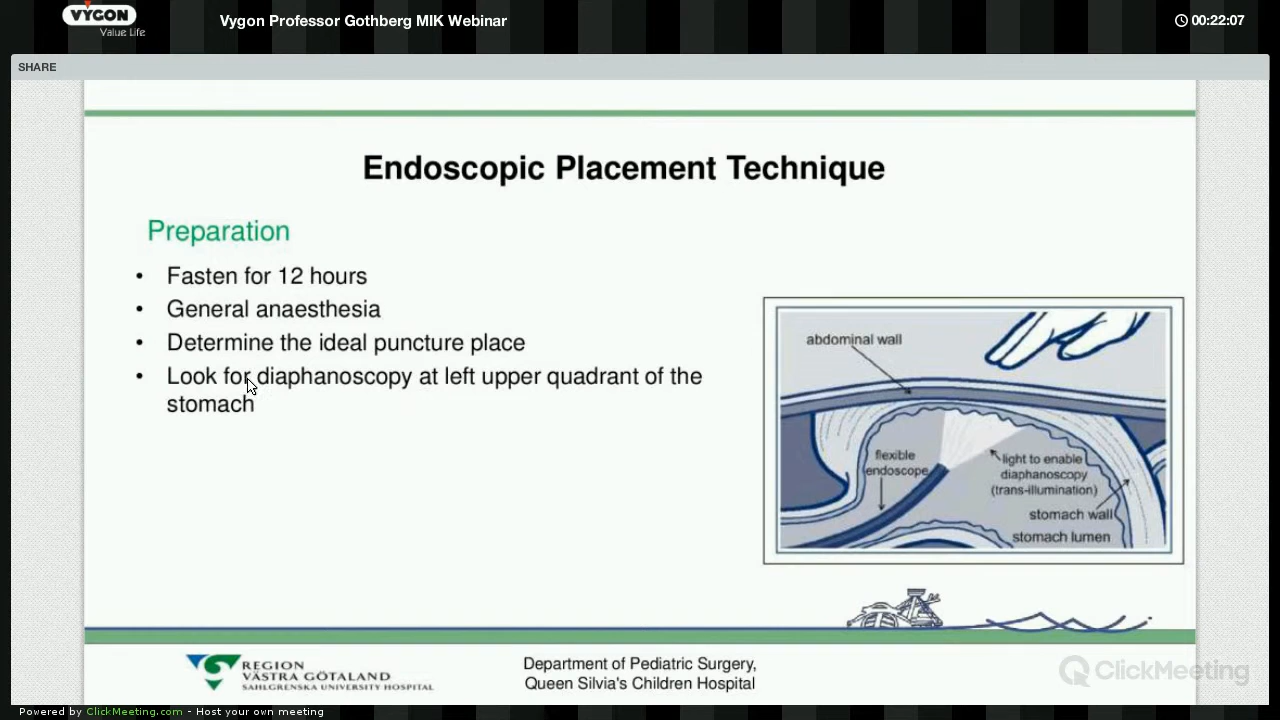 VYGON
Value Life
Vygon Professor Gothberg MIK Webinar
00:22:07
SHARE
Endoscopic Placement Technique
Preparation
• Fasten for 12 hours
• General anaesthesia
• Determine the ideal puncture place
• Look for diaphanoscopy at left upper quadrant of the
stomach
abdominal wall
flexible
endoscope
light to enable
diaphanoscopy
(trans-illumination)
stomach wall
stomach lumen
REGION
VÄSTRA GÖTALAND
SAHLGRENSKA UNIVERSITY HOSPITAL
Department of Pediatric Surgery,
Queen Silvia's Children Hospital
ClickMeeting
Powered by ClickMeeting.com - Host your own meeting